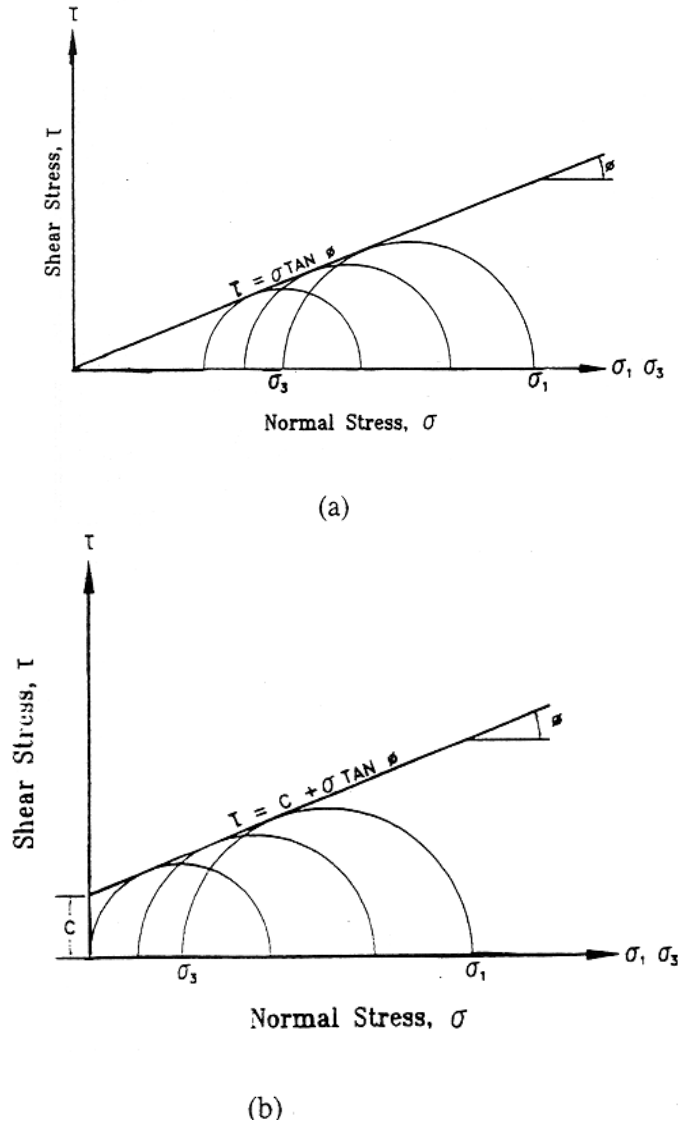 τ
Shear Stress, τ
ø
τ = σ TAN ø
σ₃
σ₁
σ₁ σ₃
Normal Stress, σ
(a)
τ
Shear Stress, τ
ø
τ = C + σ TAN ø
C
σ₃
σ₁
σ₁ σ₃
Normal Stress, σ
(b)